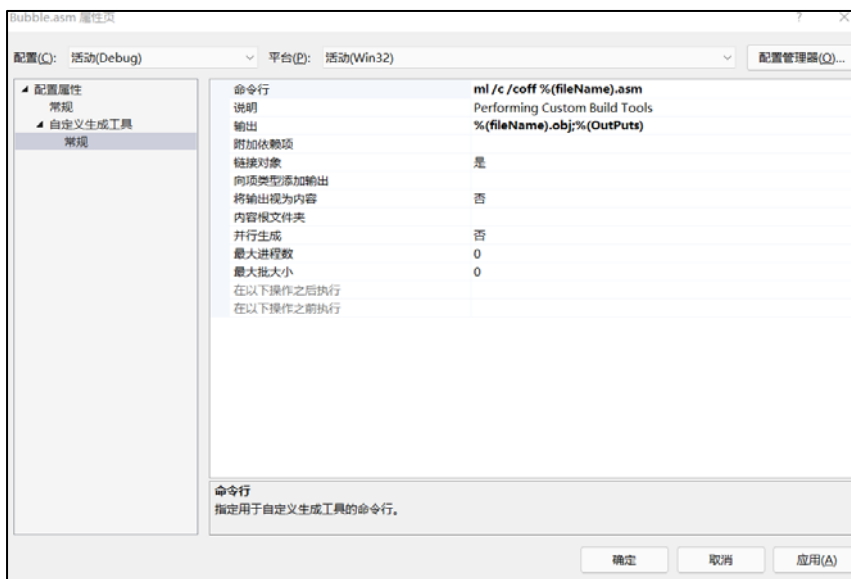 Bubble.asm 属性页
配置(C): 活动(Debug) 平台(P): 活动(Win32) 配置管理器(O)...
配置属性
常规
自定义生成工具
常规
命令行 ml /c /coff %(fileName).asm
说明 Performing Custom Build Tools
输出 %(fileName).obj;%(OutPuts)
附加依赖项
链接对象 是
向项类型添加输出
将输出视为内容 否
内容根文件夹
并行生成 否
最大进程数 0
最大批大小 0
在以下操作之后执行
在以下操作之前执行
命令行
指定用于自定义生成工具的命令行。
确定 取消 应用(A)